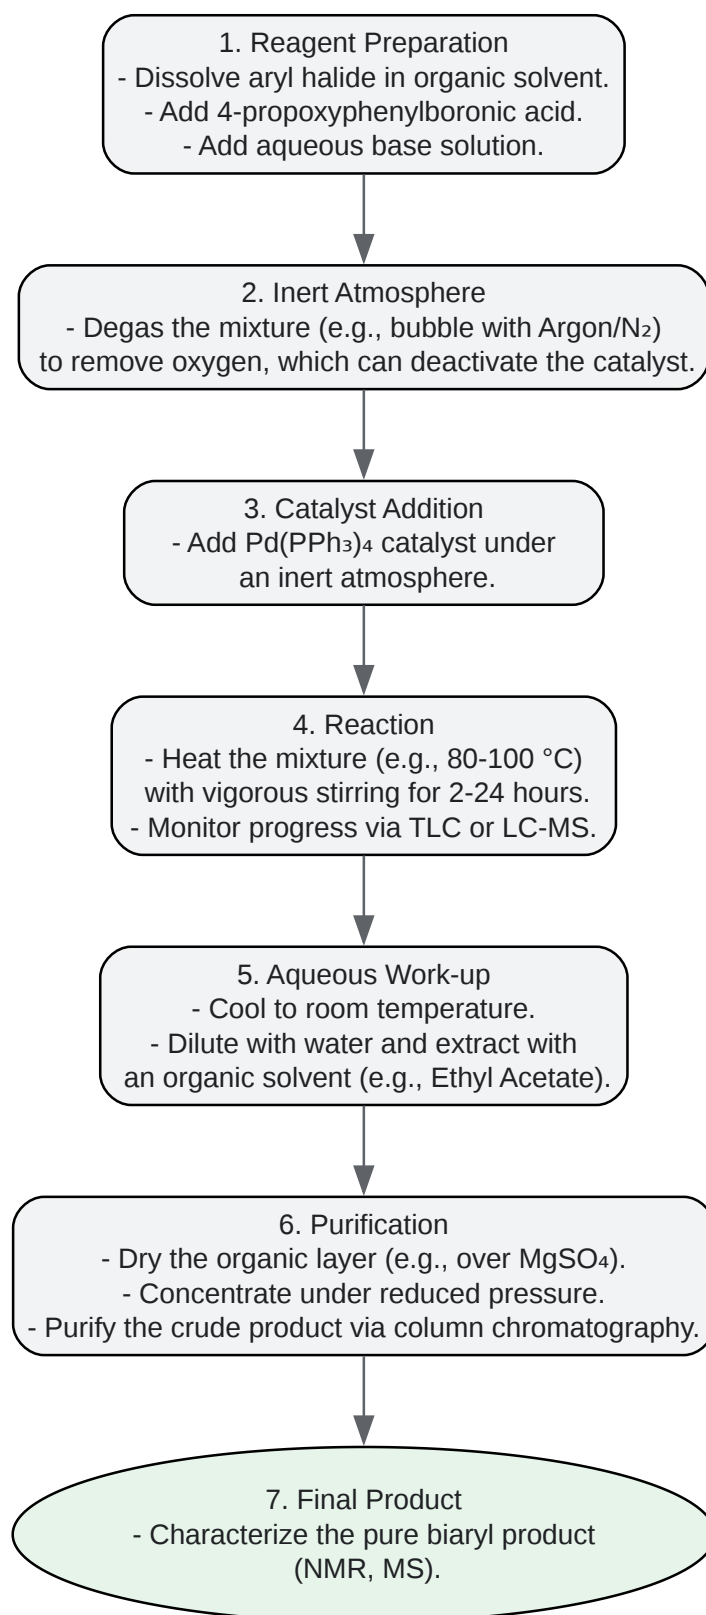 1. Reagent Preparation
- Dissolve aryl halide in organic solvent.
- Add 4-propoxyphenylboronic acid.
- Add aqueous base solution.
2. Inert Atmosphere
- Degas the mixture (e.g., bubble with Argon/N₂)
to remove oxygen, which can deactivate the catalyst.
3. Catalyst Addition
- Add Pd(PPh₃)₄ catalyst under
an inert atmosphere.
4. Reaction
- Heat the mixture (e.g., 80-100 °C)
with vigorous stirring for 2-24 hours.
- Monitor progress via TLC or LC-MS.
5. Aqueous Work-up
- Cool to room temperature.
- Dilute with water and extract with
an organic solvent (e.g., Ethyl Acetate).
6. Purification
- Dry the organic layer (e.g., over MgSO₄).
- Concentrate under reduced pressure.
- Purify the crude product via column chromatography.
7. Final Product
- Characterize the pure biaryl product
(NMR, MS).